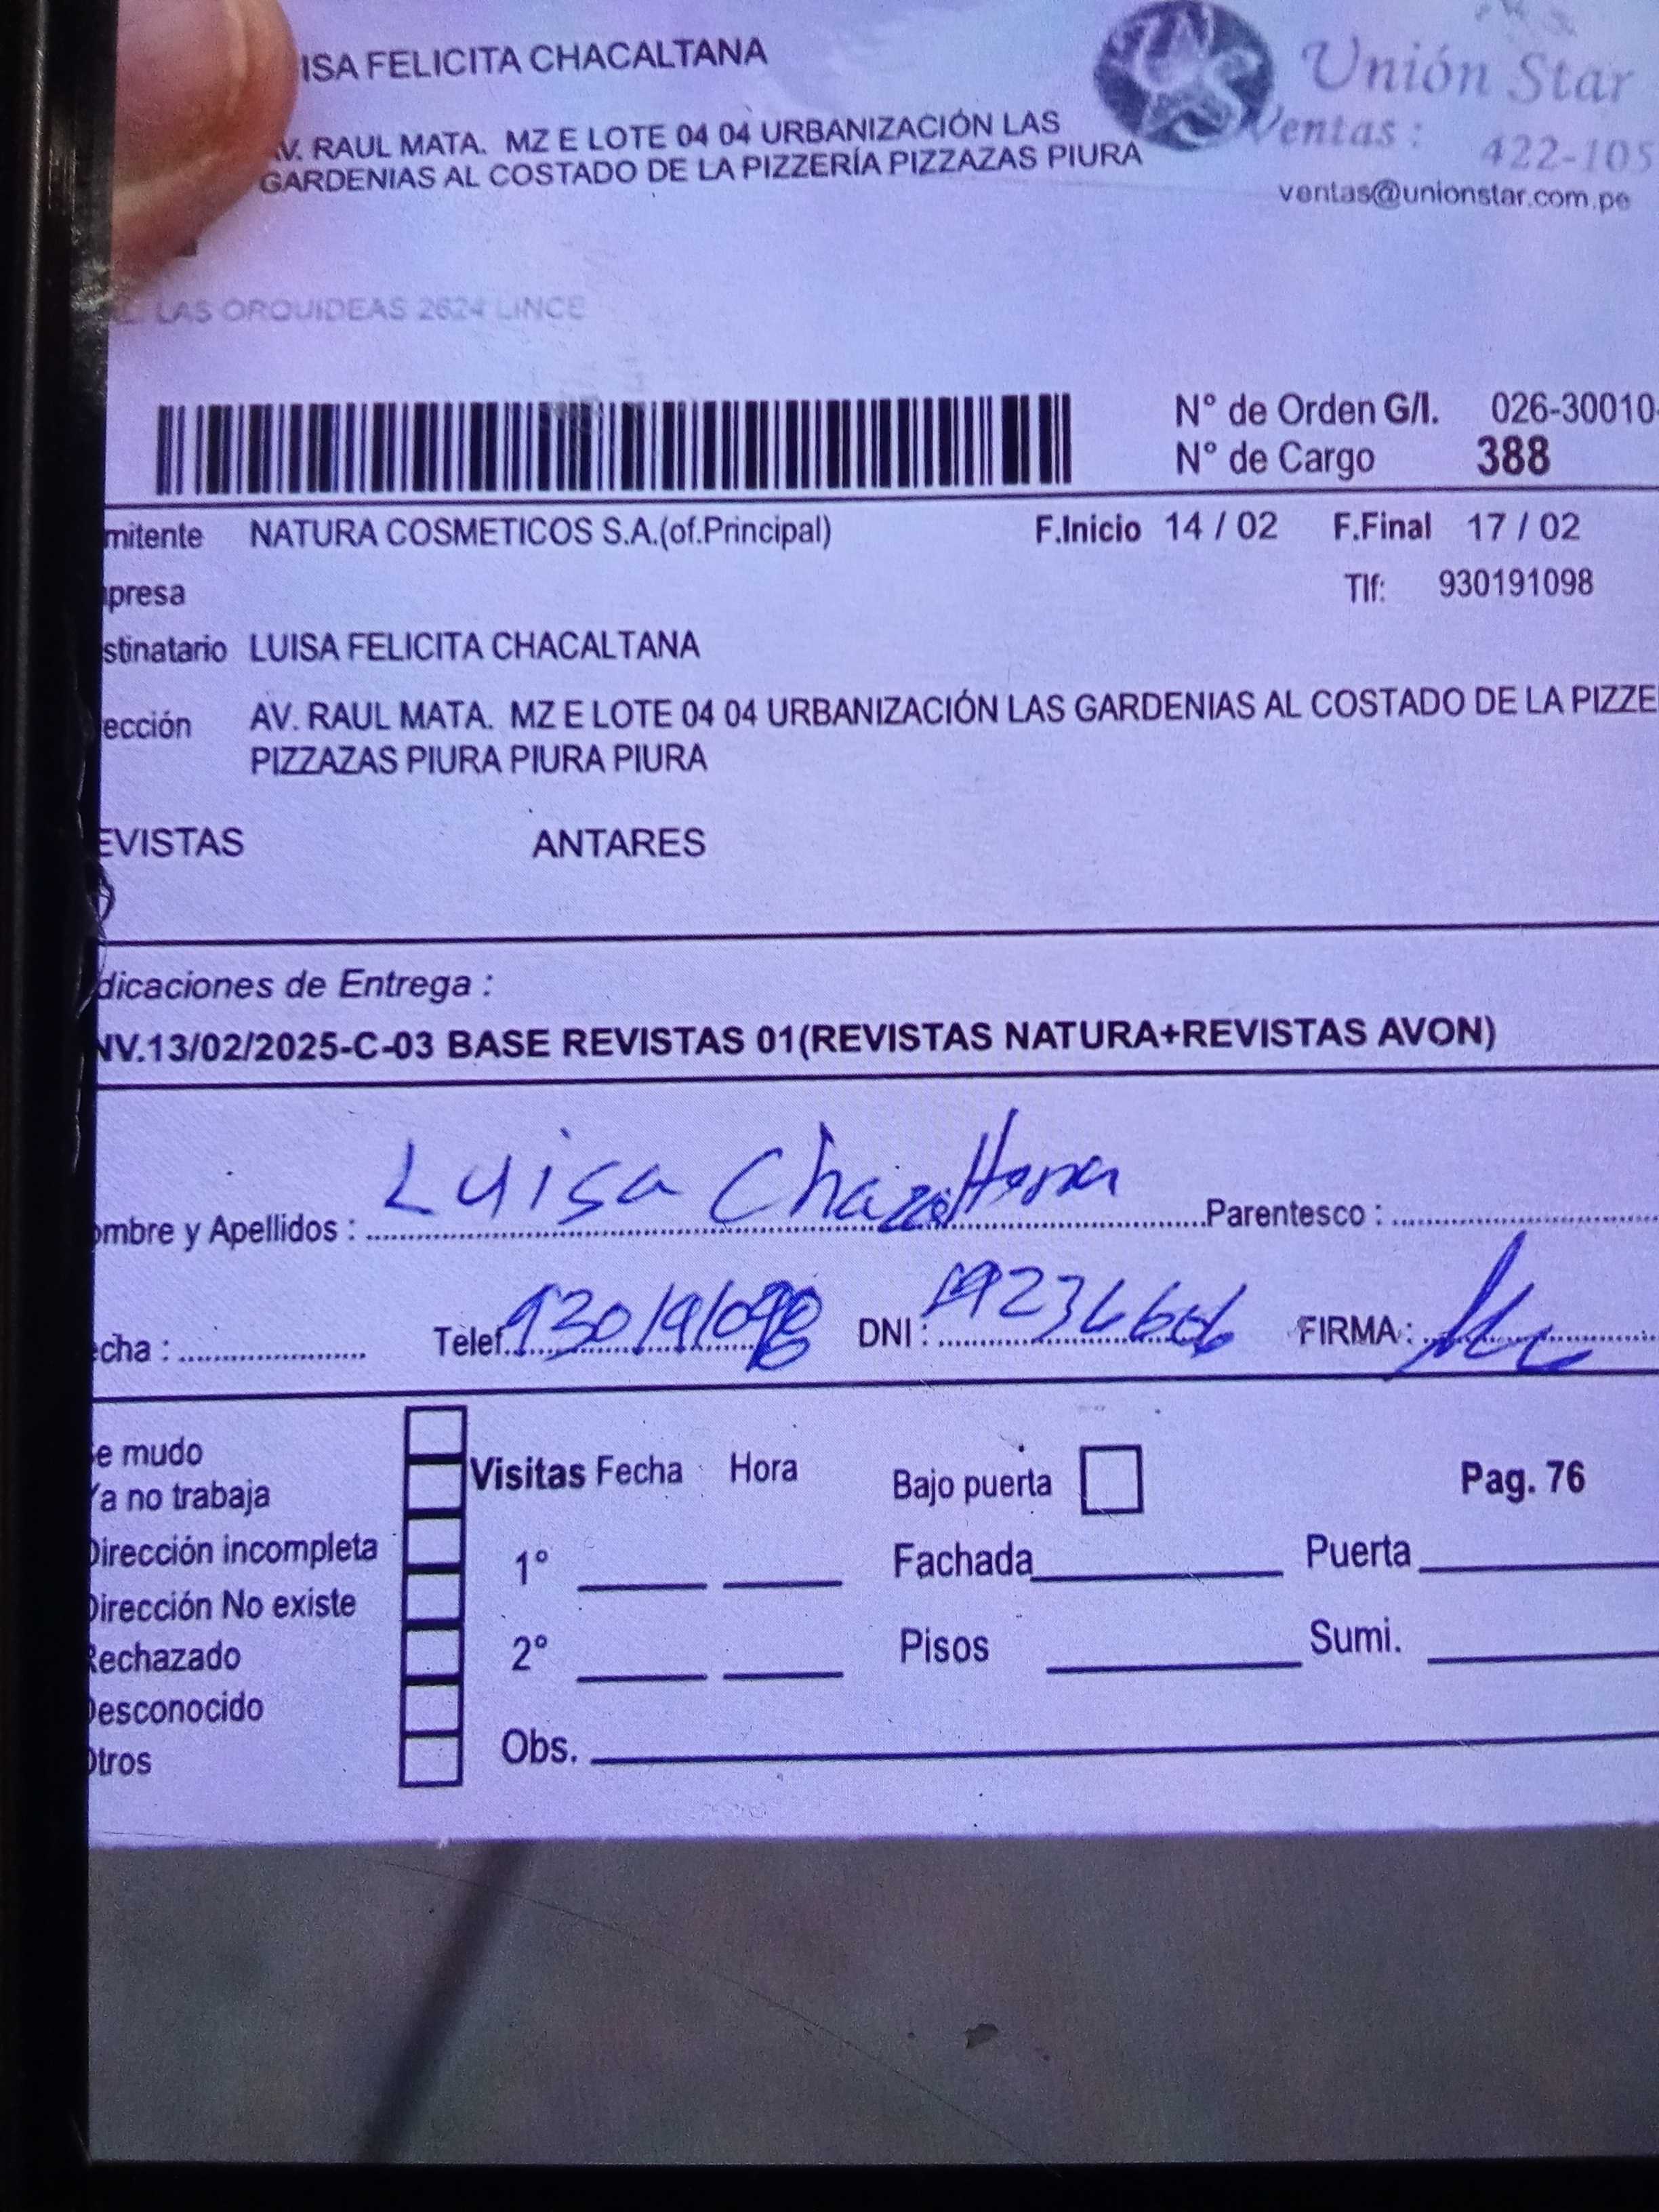 ISA FELICITA CHACALTANA
Unión Star
Ventas : 422-105
ventas@unionstar.com.pe
AV. RAUL MATA. MZ E LOTE 04 04 URBANIZACIÓN LAS
GARDENIAS AL COSTADO DE LA PIZZERÍA PIZZAZAS PIURA
LAS ORQUIDEAS 2624 LINCE
N° de Orden G/I. 026-30010
N° de Cargo 388
mitente NATURA COSMETICOS S.A.(of.Principal) F.Inicio 14 / 02 F.Final 17 / 02
presa Tlf: 930191098
stinatario LUISA FELICITA CHACALTANA
ección AV. RAUL MATA. MZ E LOTE 04 04 URBANIZACIÓN LAS GARDENIAS AL COSTADO DE LA PIZZE
PIZZAZAS PIURA PIURA PIURA
EVISTAS ANTARES
dicaciones de Entrega :
NV.13/02/2025-C-03 BASE REVISTAS 01(REVISTAS NATURA+REVISTAS AVON)
ombre y Apellidos : Luisa Parentesco :
cha : Telef. 930191098 DNI : FIRMA :
e mudo
Ya no trabaja
Dirección incompleta
Dirección No existe
Rechazado
Desconocido
Otros
Visitas Fecha Hora
1°
2°
Obs.
Bajo puerta
Fachada
Pisos
Pag. 76
Puerta
Sumi.